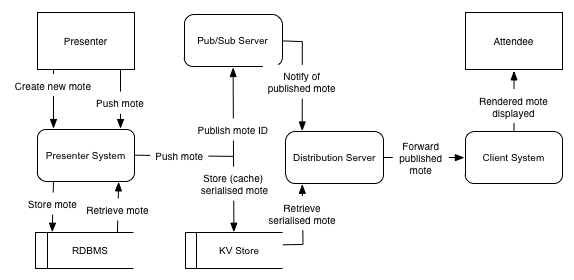 Presenter
Pub/Sub Server
Attendee
Create new mote
Push mote
Notify of
published mote
Rendered mote
displayed
Publish mote ID
Presenter System
Push mote
Distribution Server
Forward
published
mote
Client System
Store (cache)
serialised mote
Store mote
Retrieve mote
Retrieve
serialised mote
RDBMS
KV Store